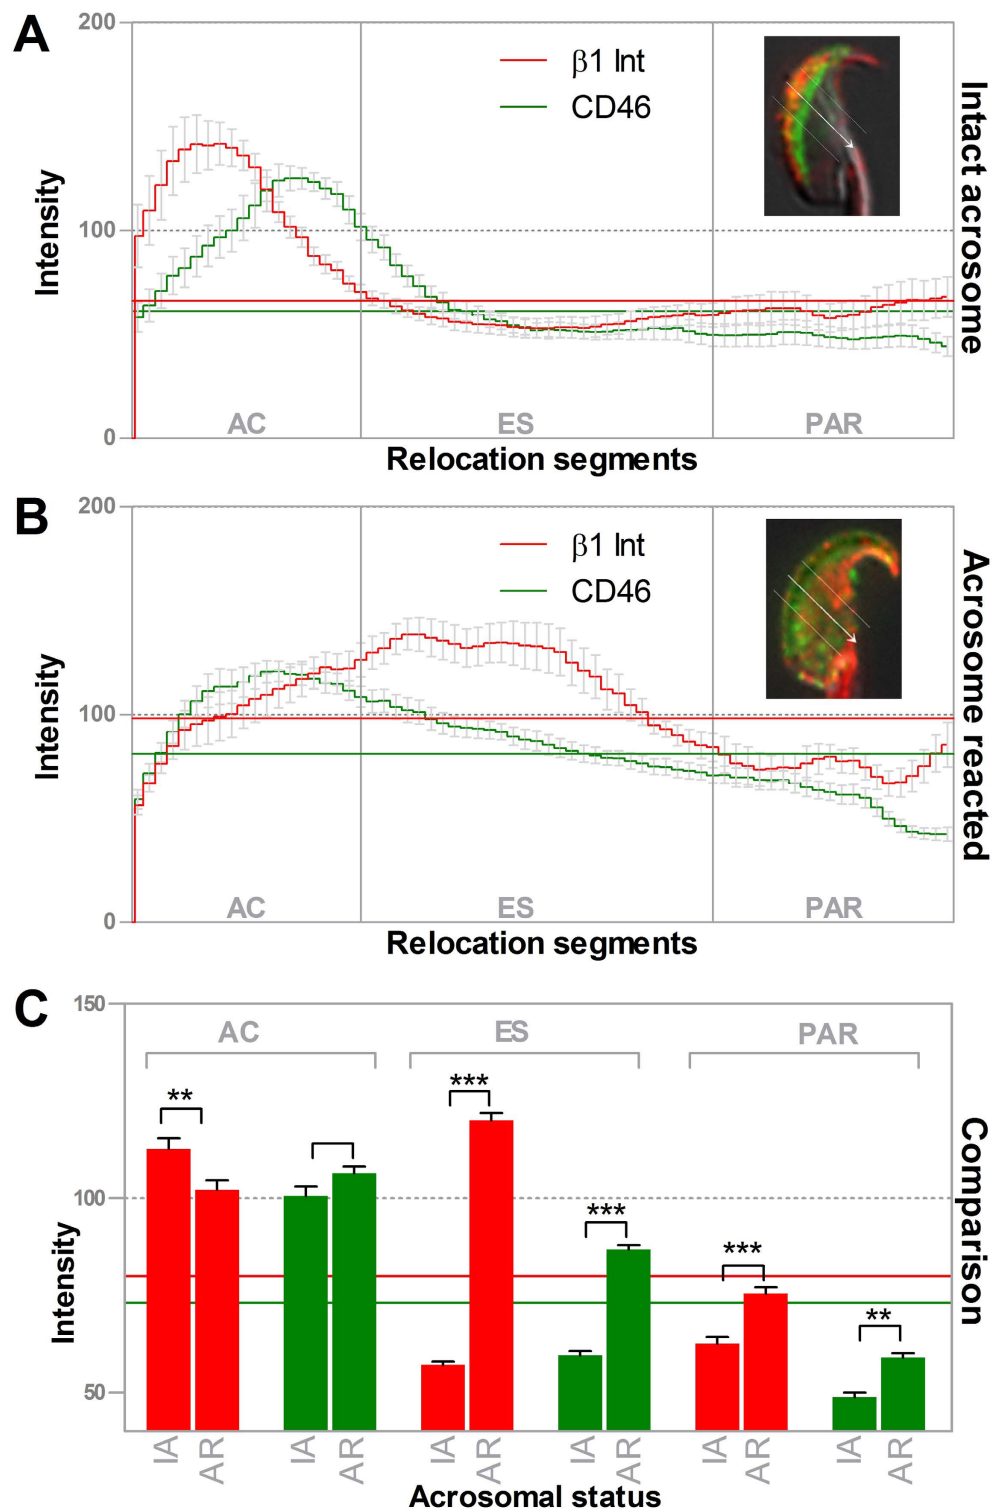 A
200
100
0
Intensity
β1 Int
CD46
AC
ES
PAR
Relocation segments
Intact acrosome
B
200
100
0
Intensity
β1 Int
CD46
AC
ES
PAR
Relocation segments
Acrosome reacted
C
150
100
50
Intensity
AC
ES
PAR
**
***
***
***
**
IA
AR
IA
AR
IA
AR
IA
AR
IA
AR
IA
AR
Acrosomal status
Comparison